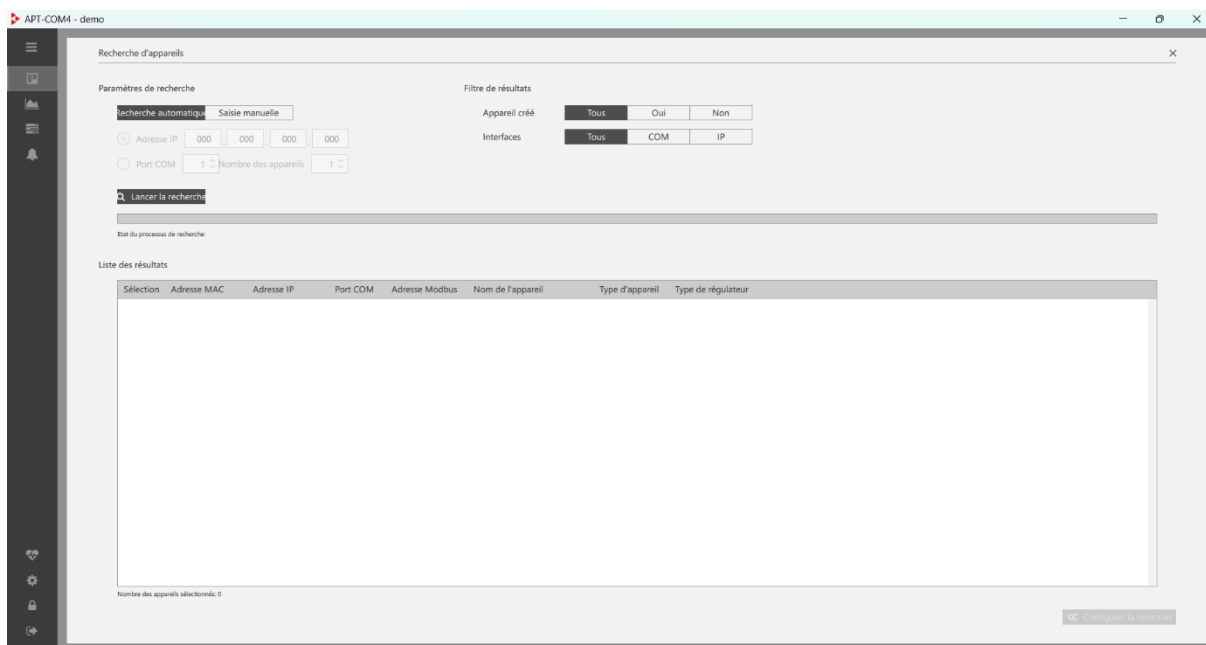 APT-COM4 - demo
Recherche d'appareils
Paramètres de recherche
Recherche automatique Saisie manuelle
Adresse IP 000 . 000 . 000 . 000
Port COM 1 Nombre des appareils 1
Lancer la recherche
Etat du processus de recherche:
Filtre de résultats
Appareil créé Tous Oui Non
Interfaces Tous COM IP
Liste des résultats
Sélection Adresse MAC Adresse IP Port COM Adresse Modbus Nom de l'appareil Type d'appareil Type de régulateur
Nombre des appareils sélectionnés: 0
Configurer la sélection